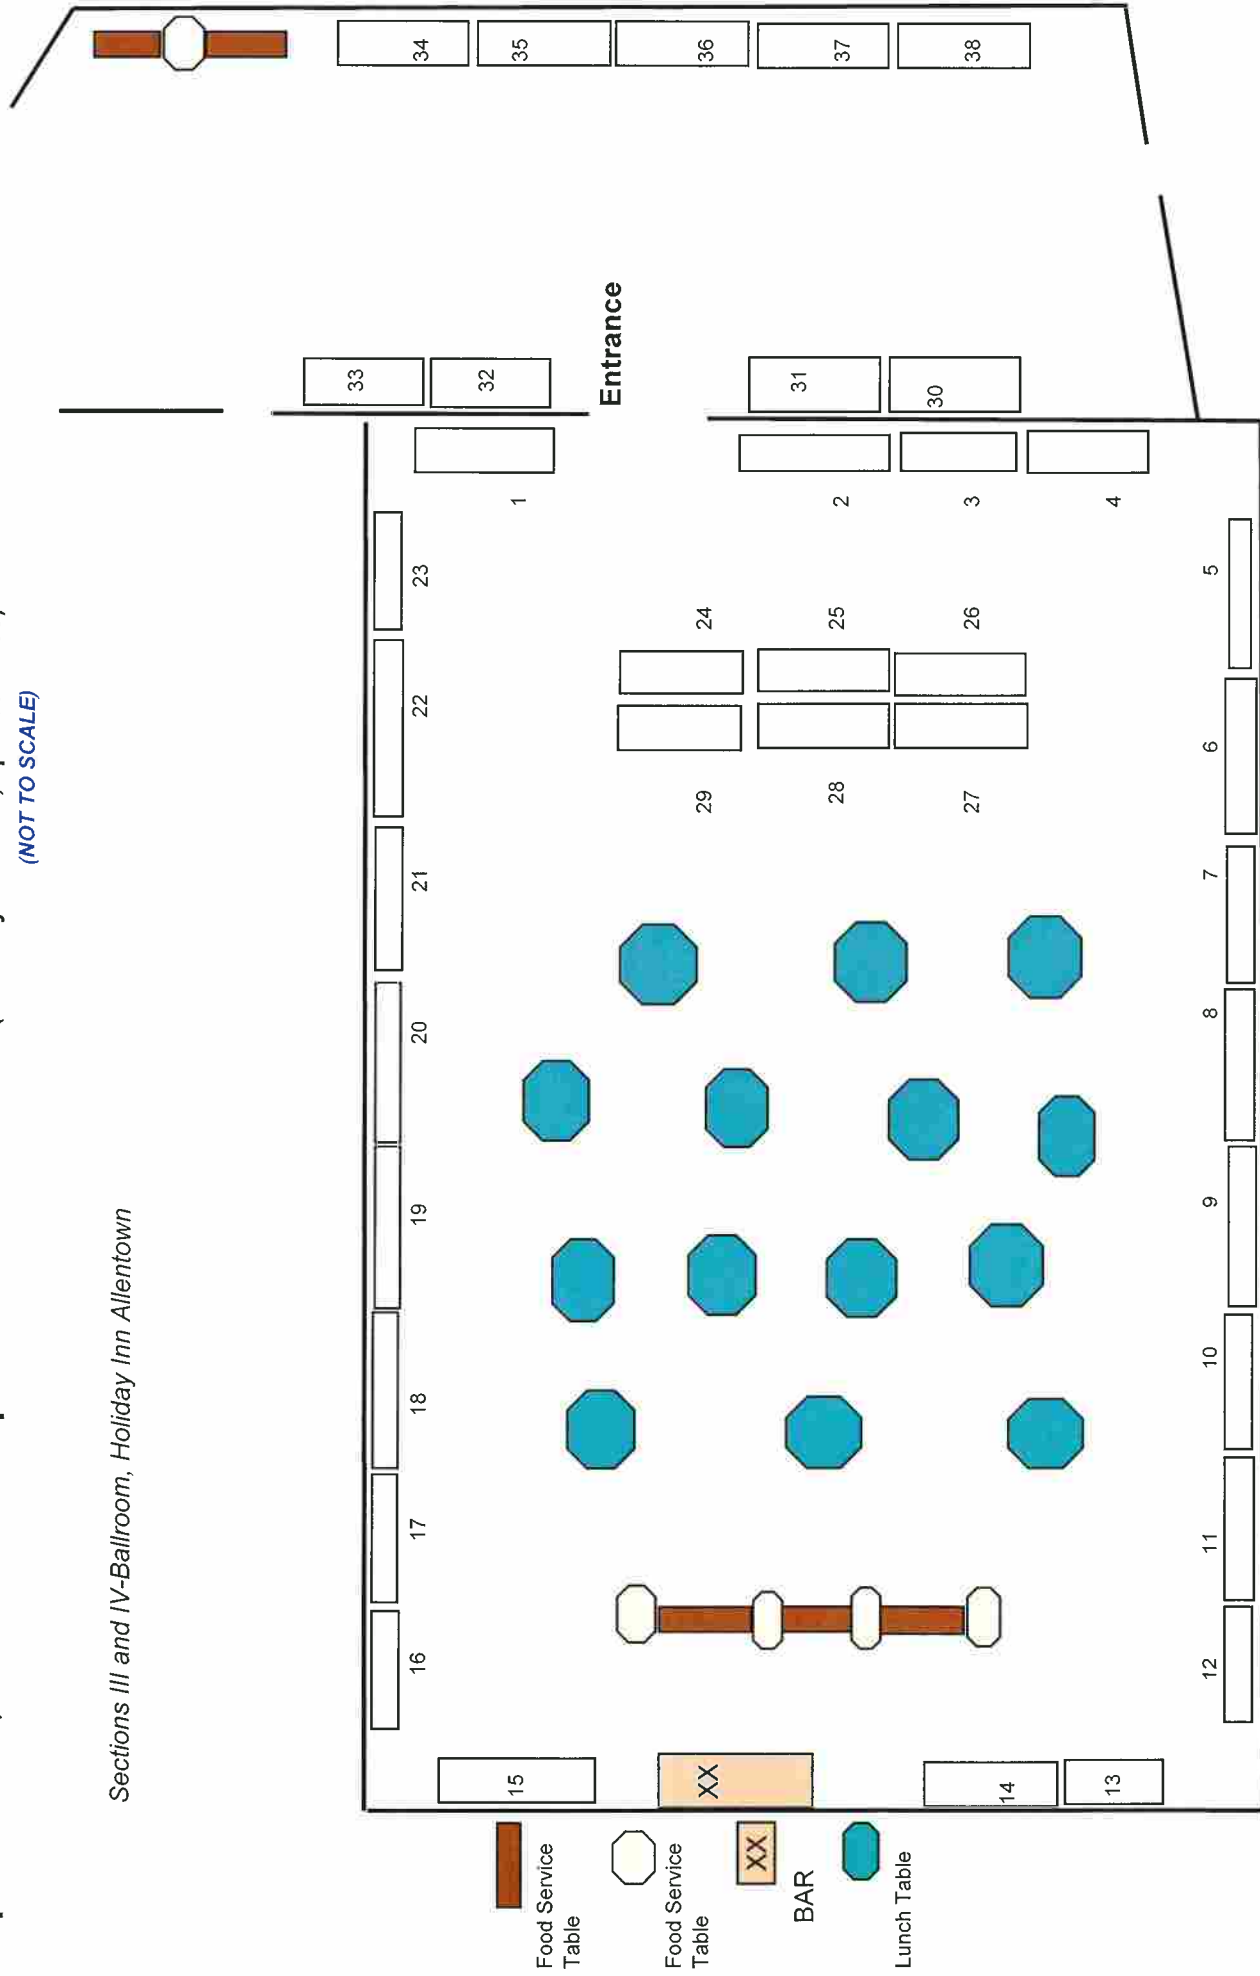 (NOT TO SCALE)
Sections III and IV-Ballroom, Holiday Inn Allentown
33
16 17 18 19 20 21 22 23 34
32
15 1 35
Food Service
Table
Entrance
Food Service
Table
XX 29 24 36
XX
BAR
31
28 25 2 37
Lunch Table
30
27 26 3 38
14
13 4
12 11 10 9 8 7 6 5